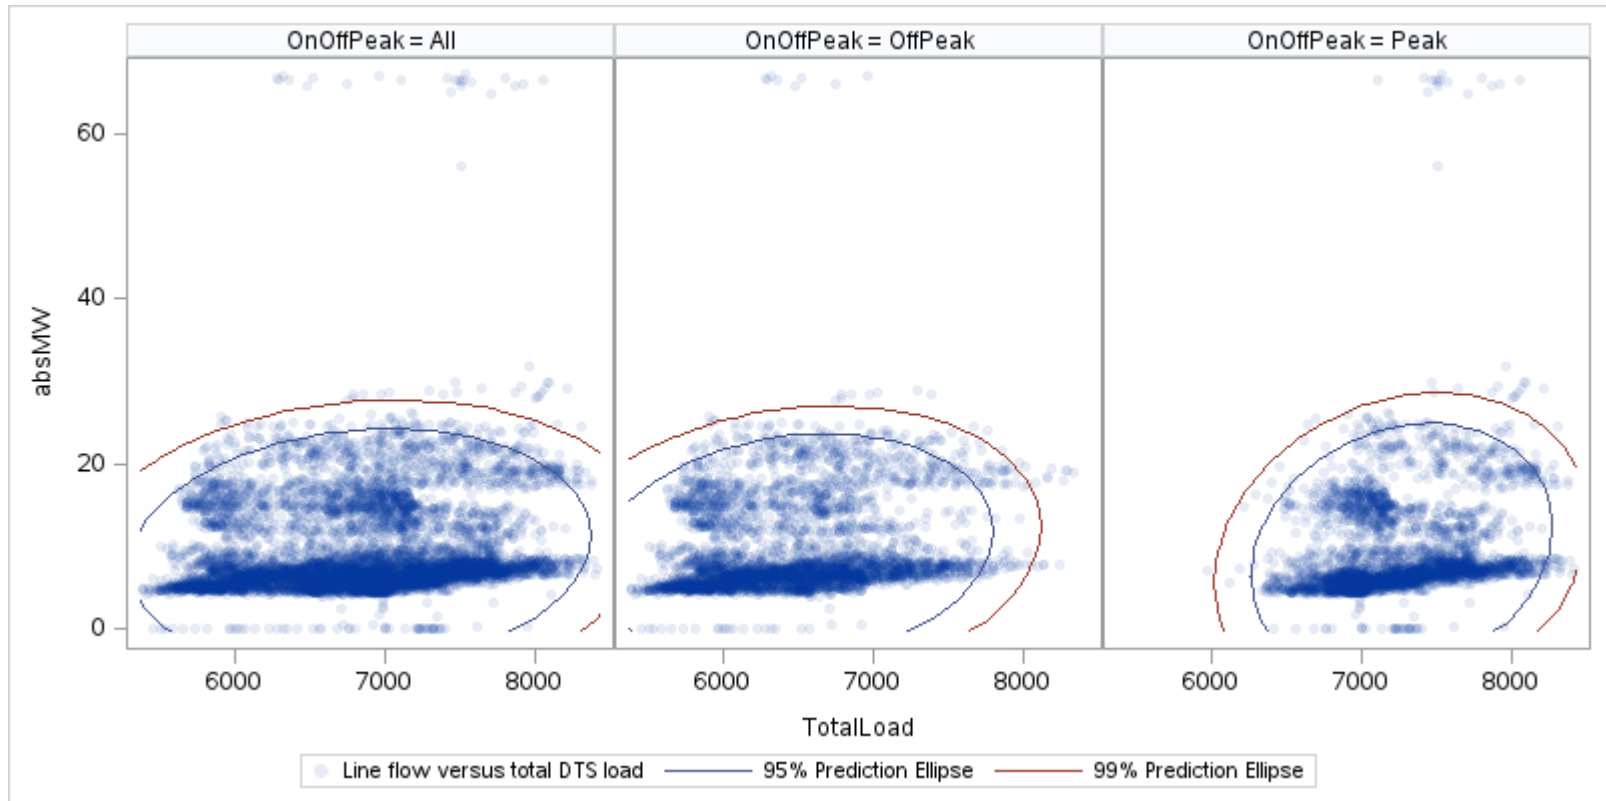 OnOffPeak = All
OnOffPeak = OffPeak
OnOffPeak = Peak
absMW
60
40
20
0
6000 7000 8000
6000 7000 8000
6000 7000 8000
TotalLoad
Line flow versus total DTS load
95% Prediction Ellipse
99% Prediction Ellipse